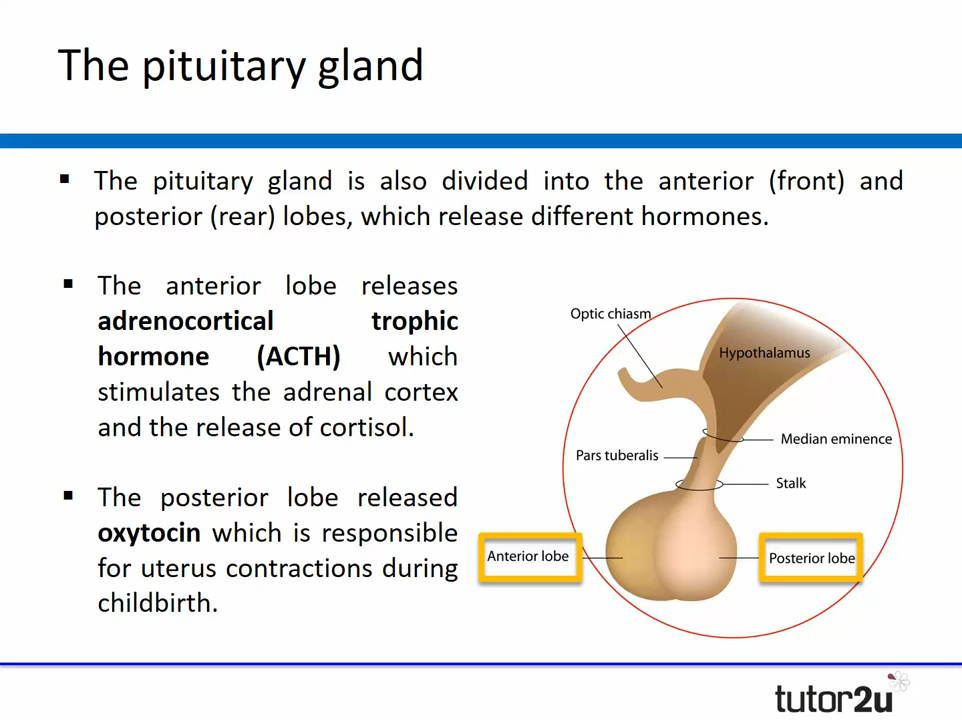 The pituitary gland
▪ The pituitary gland is also divided into the anterior (front) and
posterior (rear) lobes, which release different hormones.
▪ The anterior lobe releases
adrenocortical trophic
hormone (ACTH) which
stimulates the adrenal cortex
and the release of cortisol.
▪ The posterior lobe released
oxytocin which is responsible
for uterus contractions during
childbirth.
Optic chiasm
Hypothalamus
Median eminence
Pars tuberalis
Stalk
Anterior lobe
Posterior lobe
tutor2u